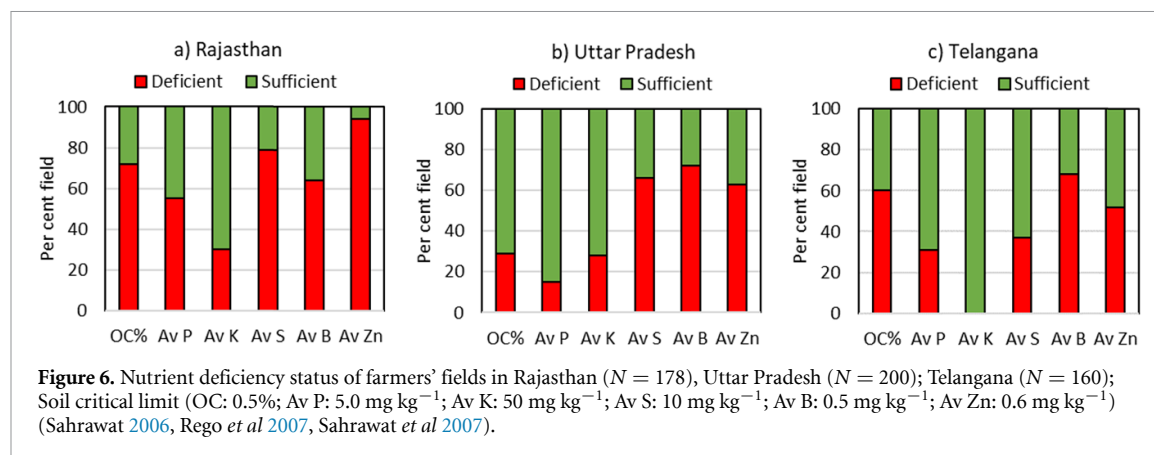 a) Rajasthan
Deficient Sufficient
Per cent field
100
80
60
40
20
0
OC% Av P Av K Av S Av B Av Zn
b) Uttar Pradesh
Deficient Sufficient
Per cent field
100
80
60
40
20
0
OC% Av P Av K Av S Av B Av Zn
c) Telangana
Deficient Sufficient
Per cent field
100
80
60
40
20
0
OC% Av P Av K Av S Av B Av Zn
Figure 6. Nutrient deficiency status of farmers’ fields in Rajasthan (N = 178), Uttar Pradesh (N = 200); Telangana (N = 160);
Soil critical limit (OC: 0.5%; Av P: 5.0 mg kg⁻¹; Av K: 50 mg kg⁻¹; Av S: 10 mg kg⁻¹; Av B: 0.5 mg kg⁻¹; Av Zn: 0.6 mg kg⁻¹)
(Sahrawat 2006, Rego et al 2007, Sahrawat et al 2007).